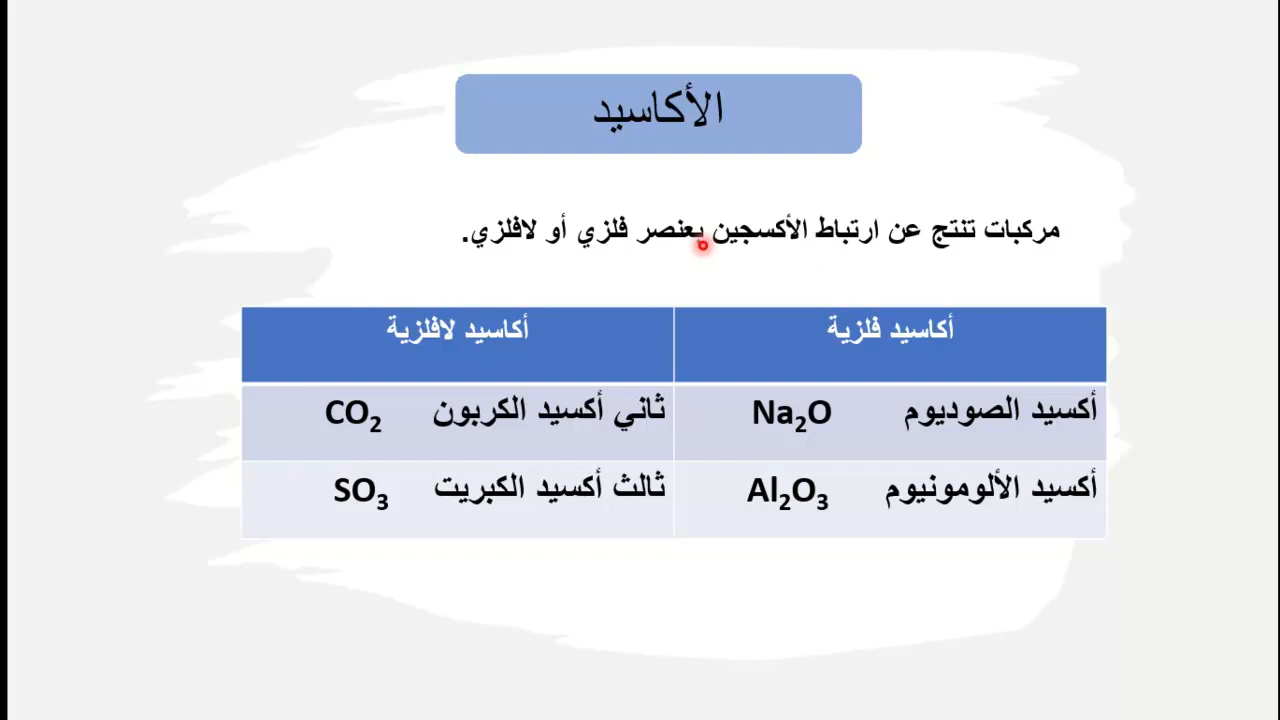 الأكاسيد
مركبات تنتج عن ارتباط الأكسجين بعنصر فلزي أو لافلزي.
أكاسيد فلزية أكاسيد لافلزية
أكسيد الصوديوم Na₂O ثاني أكسيد الكربون CO₂
أكسيد الألومونيوم Al₂O₃ ثالث أكسيد الكبريت SO₃